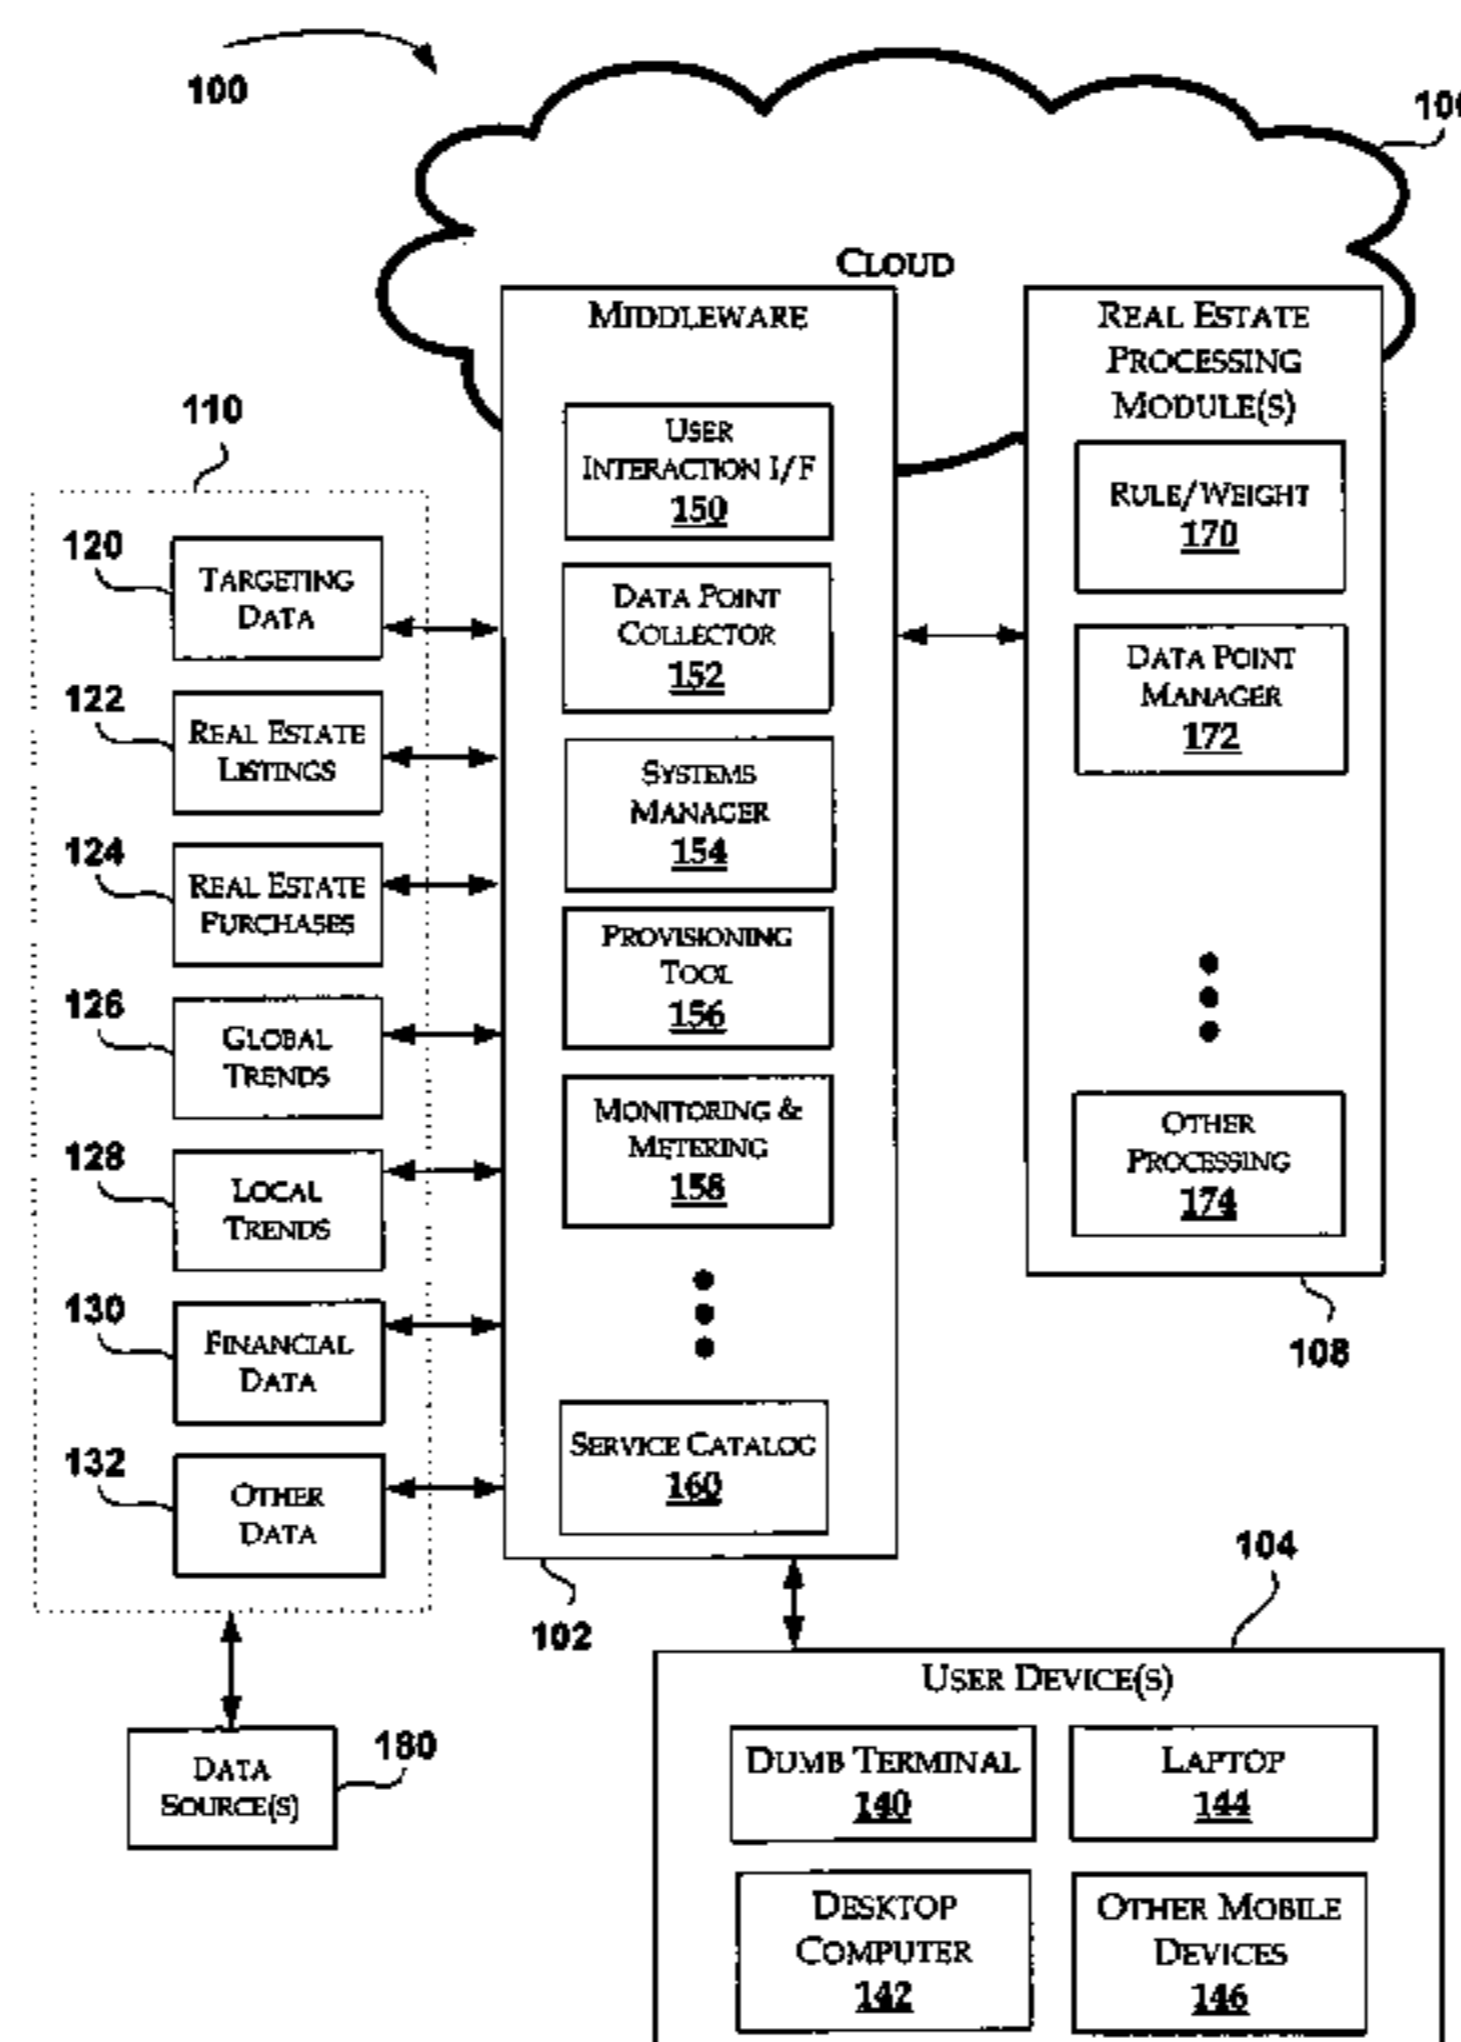 100
CLOUD
MIDDLEWARE
USER
INTERACTION I/F
150
DATA POINT
COLLECTOR
152
SYSTEMS
MANAGER
154
PROVISIONING
TOOL
156
MONITORING &
METERING
158
SERVICE CATALOG
160
102
REAL ESTATE
PROCESSING
MODULE(S)
RULE/WEIGHT
170
DATA POINT
MANAGER
172
OTHER
PROCESSING
174
108
110
120
TARGETING
DATA
122
REAL ESTATE
LISTINGS
124
REAL ESTATE
PURCHASES
126
GLOBAL
TRENDS
128
LOCAL
TRENDS
130
FINANCIAL
DATA
132
OTHER
DATA
DATA
SOURCE(S)
180
104
USER DEVICE(S)
DUMB TERMINAL
140
LAPTOP
144
DESKTOP
COMPUTER
142
OTHER MOBILE
DEVICES
146